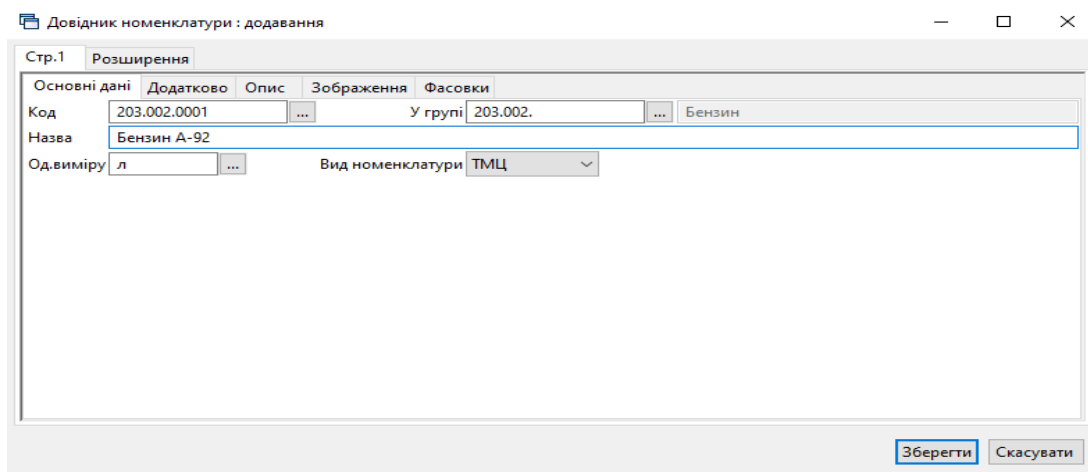 Довідник номенклатури : додавання
Стр.1 Розширення
Основні дані Додатково Опис Зображення Фасовки
Код 203.002.0001 ... У групі 203.002. ... Бензин
Назва Бензин А-92
Од.виміру л ... Вид номенклатури ТМЦ
Зберегти Скасувати